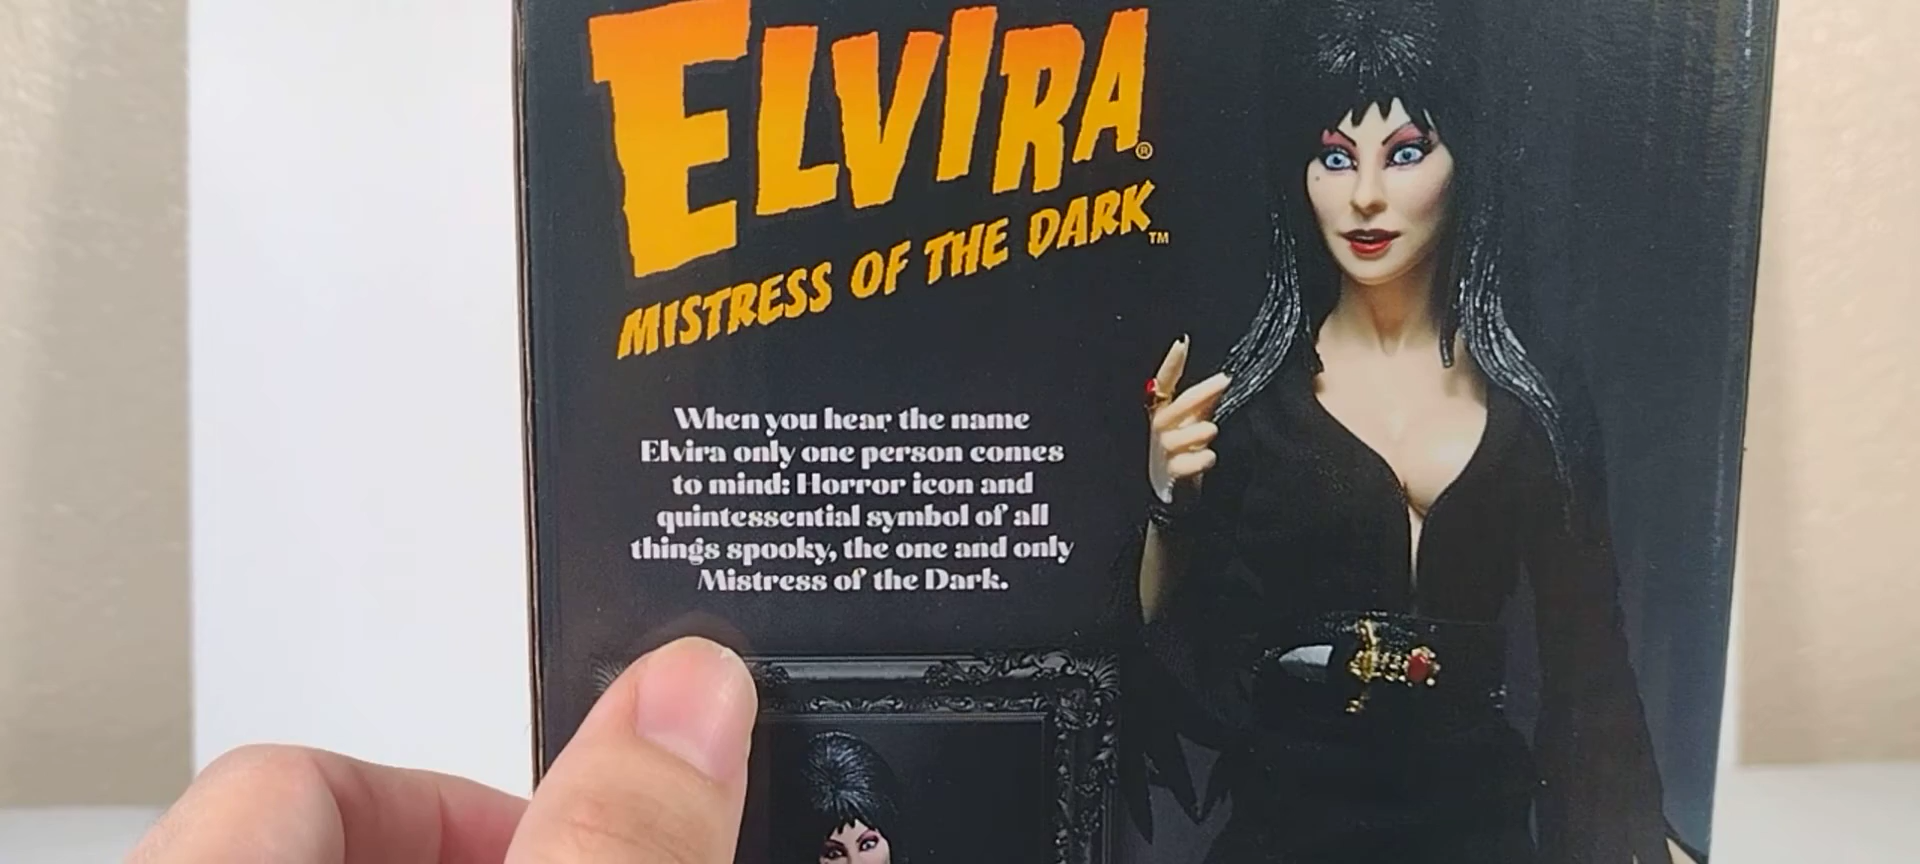 ELVIRA®
MISTRESS OF THE DARK™
When you hear the name
Elvira only one person comes
to mind: Horror icon and
quintessential symbol of all
things spooky, the one and only
Mistress of the Dark.